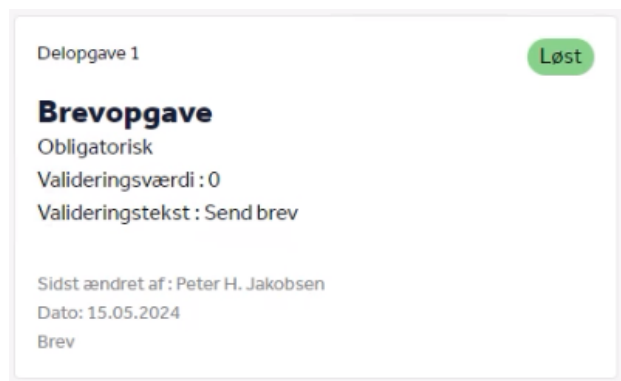 Delopgave 1
Løst
Brevopgave
Obligatorisk
Valideringsværdi : 0
Valideringstekst : Send brev
Sidst ændret af : Peter H. Jakobsen
Dato: 15.05.2024
Brev